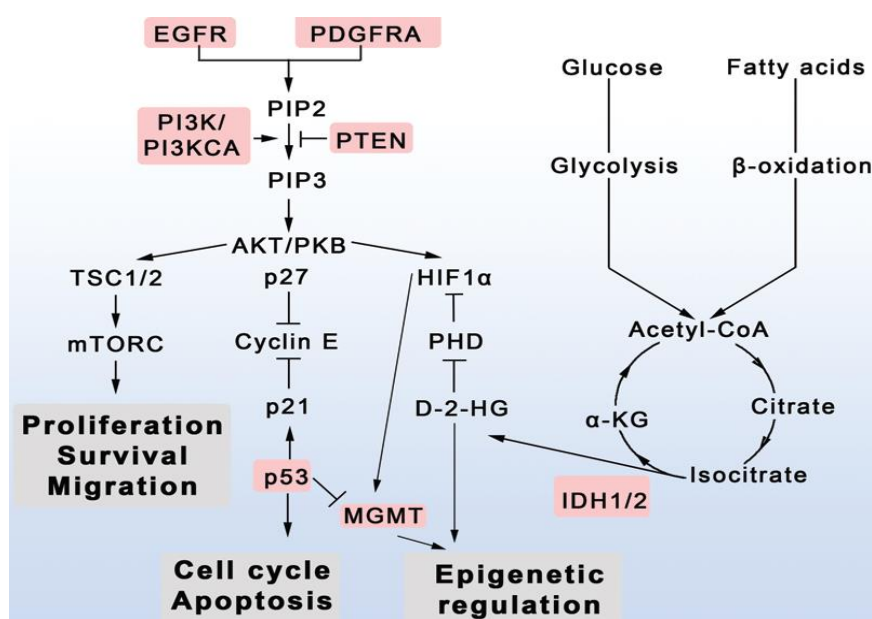 EGFR
PDGFRA
PIP2
PI3K/
PI3KCA
PTEN
PIP3
AKT/PKB
TSC1/2
p27
HIF1α
mTORC
Cyclin E
PHD
p21
D-2-HG
Proliferation
Survival
Migration
p53
MGMT
Cell cycle
Apoptosis
Epigenetic
regulation
Glucose
Fatty acids
Glycolysis
β-oxidation
Acetyl-CoA
α-KG
Citrate
Isocitrate
IDH1/2